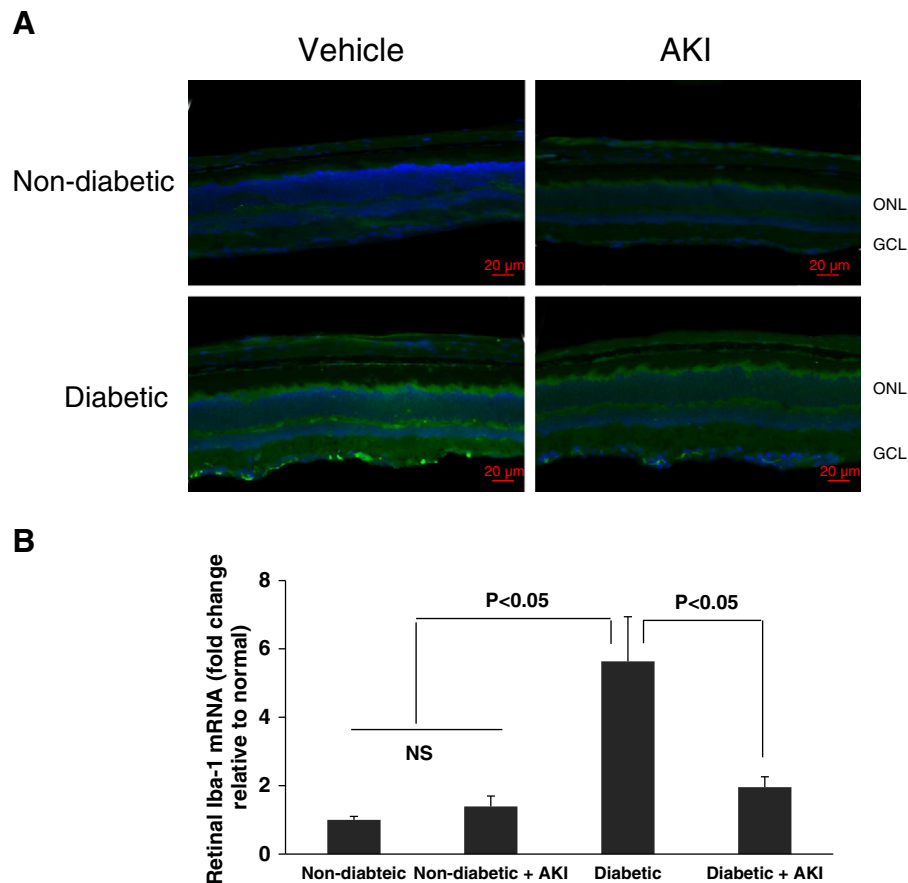 A
Vehicle AKI
Non-diabetic
ONL
GCL
20 µm 20 µm
Diabetic
ONL
GCL
20 µm 20 µm
B
Retinal Iba-1 mRNA (fold change
relative to normal)
8
P<0.05 P<0.05
6
4
NS
2
0
Non-diabteic Non-diabetic + AKI Diabetic Diabetic + AKI